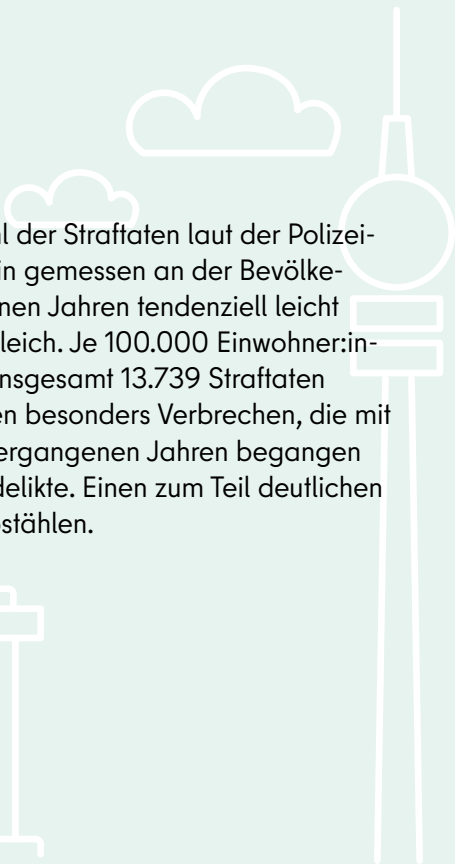 l der Straftaten laut der Polizei-
in gemessen an der Bevölke-
nen Jahren tendenziell leicht
leich. Je 100.000 Einwohner:in-
nsgesamt 13.739 Straftaten
en besonders Verbrechen, die mit
ergangenen Jahren begangen
delikte. Einen zum Teil deutlichen
stählen.